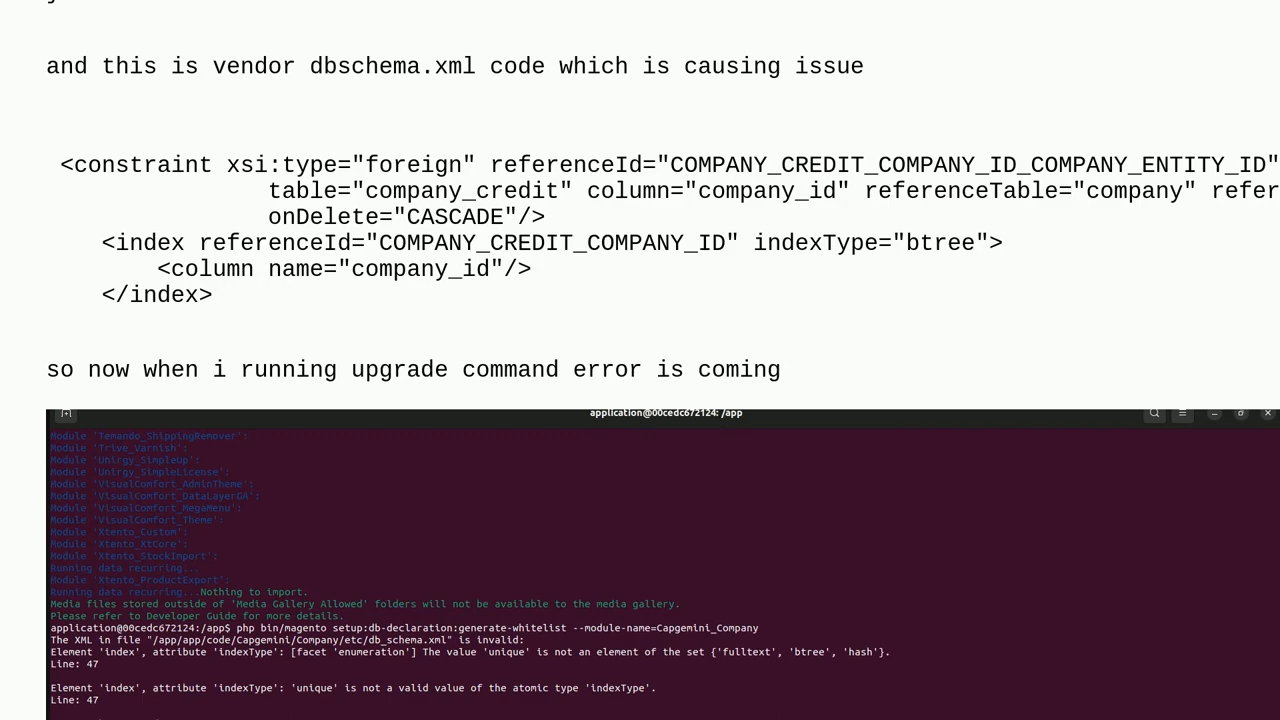 and this is vendor dbschema.xml code which is causing issue
<constraint xsi:type="foreign" referenceId="COMPANY_CREDIT_COMPANY_ID_COMPANY_ENTITY_ID"
table="company_credit" column="company_id" referenceTable="company" refer
onDelete="CASCADE"/>
<index referenceId="COMPANY_CREDIT_COMPANY_ID" indexType="btree">
<column name="company_id"/>
</index>
so now when i running upgrade command error is coming
application@00cedc672124: /app
Module 'Temando_ShippingRemover':
Module 'Trive_Varnish':
Module 'Unirgy_SimpleUp':
Module 'Unirgy_SimpleLicense':
Module 'VisualComfort_AdminTheme':
Module 'VisualComfort_DataLayerGA':
Module 'VisualComfort_MegaMenu':
Module 'VisualComfort_Theme':
Module 'Xtento_Custom':
Module 'Xtento_XtCore':
Module 'Xtento_StockImport':
Running data recurring...
Module 'Xtento_ProductExport':
Running data recurring...Nothing to import.
Media files stored outside of 'Media Gallery Allowed' folders will not be available to the media gallery.
Please refer to Developer Guide for more details.
application@00cedc672124:/app$ php bin/magento setup:db-declaration:generate-whitelist --module-name=Capgemini_Company
The XML in file "/app/app/code/Capgemini/Company/etc/db_schema.xml" is invalid:
Element 'index', attribute 'indexType': [facet 'enumeration'] The value 'unique' is not an element of the set {'fulltext', 'btree', 'hash'}.
Line: 47
Element 'index', attribute 'indexType': 'unique' is not a valid value of the atomic type 'indexType'.
Line: 47